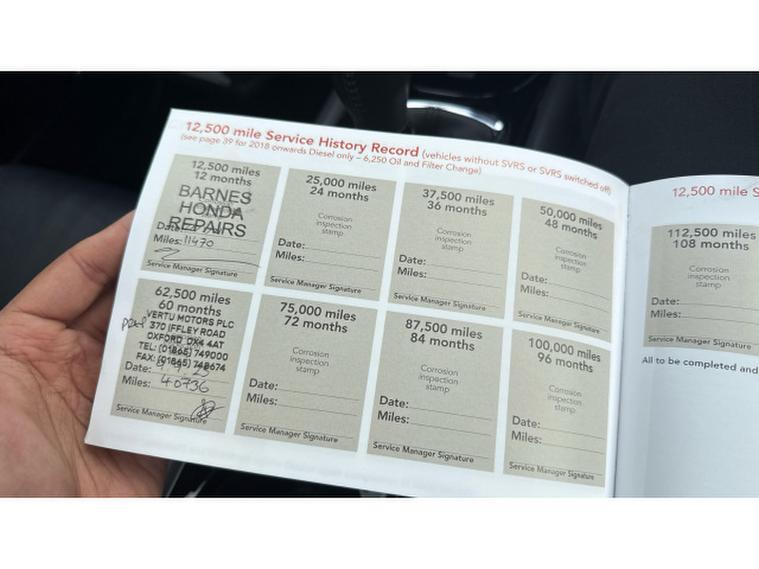 12,500 mile Service History Record (vehicles without SVRS or SVRS switched off)
(see page 39 for 2018 onwards Diesel only – 6,250 Oil and Filter Change)
12,500 miles
12 months
BARNES
HONDA
REPAIRS
Date:
Miles: 11470
Service Manager Signature
25,000 miles
24 months
Corrosion
inspection
stamp
Date:
Miles:
Service Manager Signature
37,500 miles
36 months
Corrosion
inspection
stamp
Date:
Miles:
Service Manager Signature
50,000 miles
48 months
Corrosion
inspection
stamp
Date:
Miles:
Service Manager Signature
62,500 miles
60 months
VERTU MOTORS PLC
370 IFFLEY ROAD
OXFORD OX4 4AT
TEL: (01865) 749000
FAX: (01865) 748674
Date:
Miles: 40736
Service Manager Signature
75,000 miles
72 months
Corrosion
inspection
stamp
Date:
Miles:
Service Manager Signature
87,500 miles
84 months
Corrosion
inspection
stamp
Date:
Miles:
Service Manager Signature
100,000 miles
96 months
Corrosion
inspection
stamp
Date:
Miles:
Service Manager Signature
12,500 mile S
112,500 miles
108 months
Corrosion
inspection
stamp
Date:
Miles:
Service Manager Signature
All to be completed and